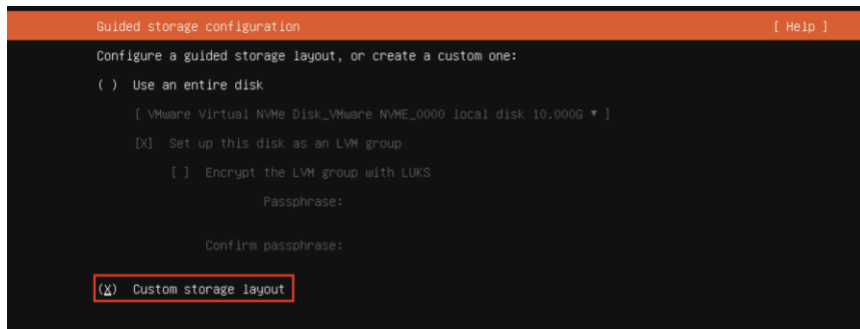 Guided storage configuration [ Help ]
Configure a guided storage layout, or create a custom one:
( ) Use an entire disk
[ VMware Virtual NVMe Disk_VMware NVME_0000 local disk 10.000G ▾ ]
[X] Set up this disk as an LVM group
[ ] Encrypt the LVM group with LUKS
Passphrase:
Confirm passphrase:
(X) Custom storage layout